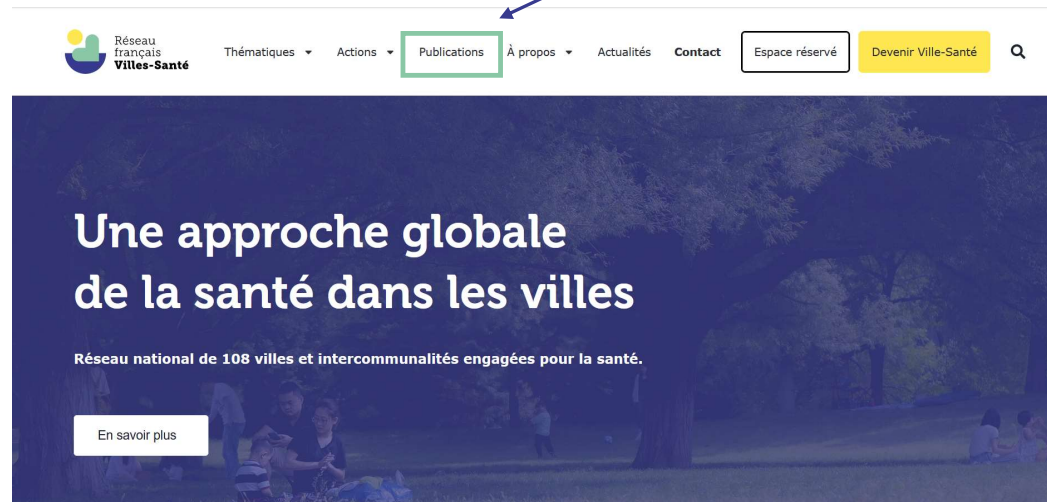 Réseau
français
Villes-Santé
Thématiques
Actions
Publications
À propos
Actualités
Contact
Espace réservé
Devenir Ville-Santé
Une approche globale
de la santé dans les villes
Réseau national de 108 villes et intercommunalités engagées pour la santé.
En savoir plus